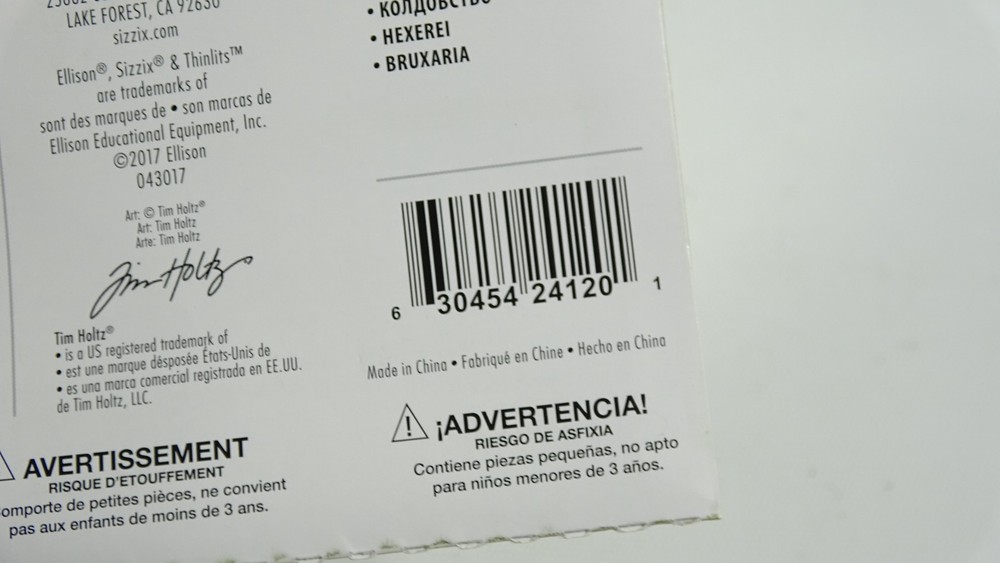 LAKE FOREST, CA 92630
sizzix.com
Ellison®, Sizzix® & Thinlits™
are trademarks of
sont des marques de • son marcas de
Ellison Educational Equipment, Inc.
©2017 Ellison
043017
Art: © Tim Holtz®
Art: Tim Holtz
Arte: Tim Holtz
Tim Holtz
Tim Holtz®
• is a US registered trademark of
• est une marque désposée États-Unis de
• es una marca comercial registrada en EE.UU.
de Tim Holtz, LLC.
AVERTISSEMENT
RISQUE D'ETOUFFEMENT
omporte de petites pièces, ne convient
pas aux enfants de moins de 3 ans.
• КОЛДОВСТВО
• HEXEREI
• BRUXARIA
6 30454 24120 1
Made in China • Fabriqué en Chine • Hecho en China
¡ADVERTENCIA!
RIESGO DE ASFIXIA
Contiene piezas pequeñas, no apto
para niños menores de 3 años.